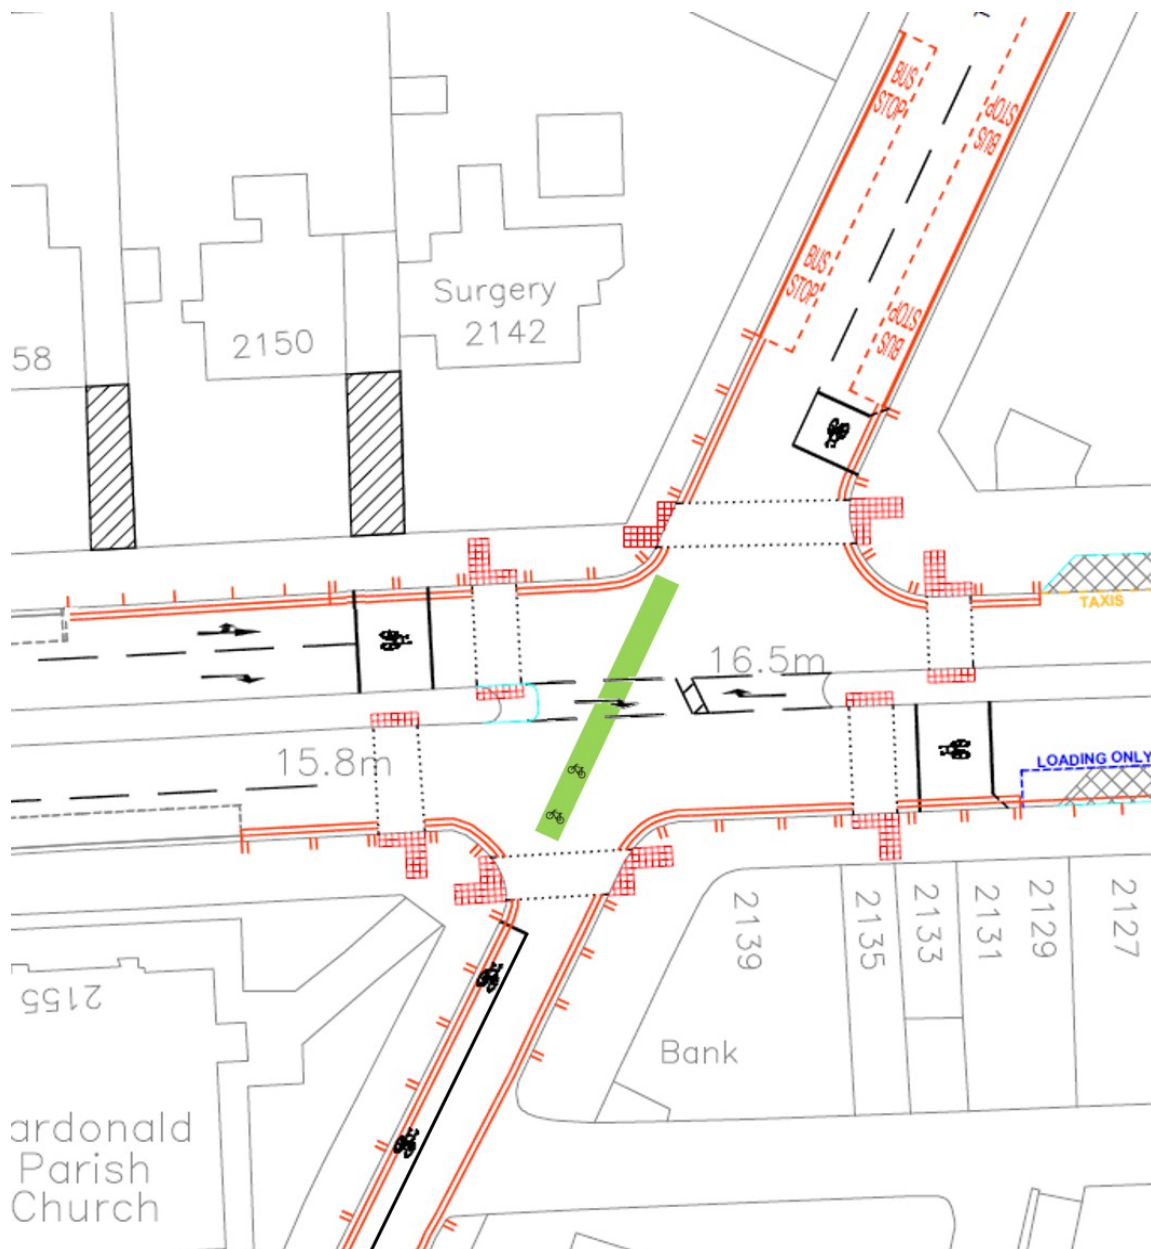 BUS
STOP
BUS
STOP
BUS
STOP
BUS
STOP
Surgery
2142
2150
58
TAXIS
16.5m
15.8m
LOADING ONLY
2139
2135
2133
2131
2129
2127
2155
Bank
ardonald
Parish
Church